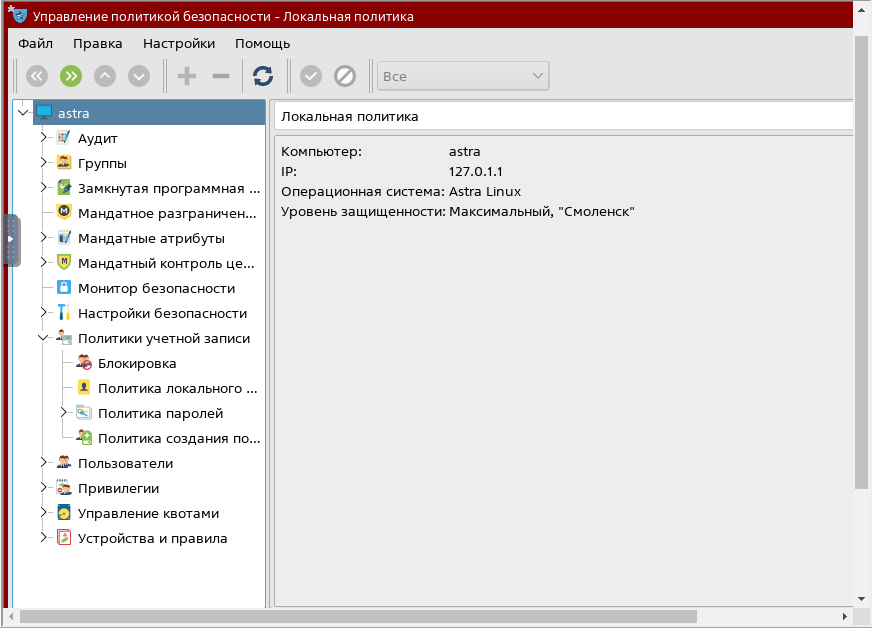 Управление политикой безопасности – Локальная политика
Файл Правка Настройки Помощь
Все
astra
Аудит
Группы
Замкнутая программная ...
Мандатное разграничен...
Мандатные атрибуты
Мандатный контроль це...
Монитор безопасности
Настройки безопасности
Политики учетной записи
Блокировка
Политика локального ...
Политика паролей
Политика создания по...
Пользователи
Привилегии
Управление квотами
Устройства и правила
Локальная политика
Компьютер: astra
IP: 127.0.1.1
Операционная система: Astra Linux
Уровень защищенности: Максимальный, "Смоленск"